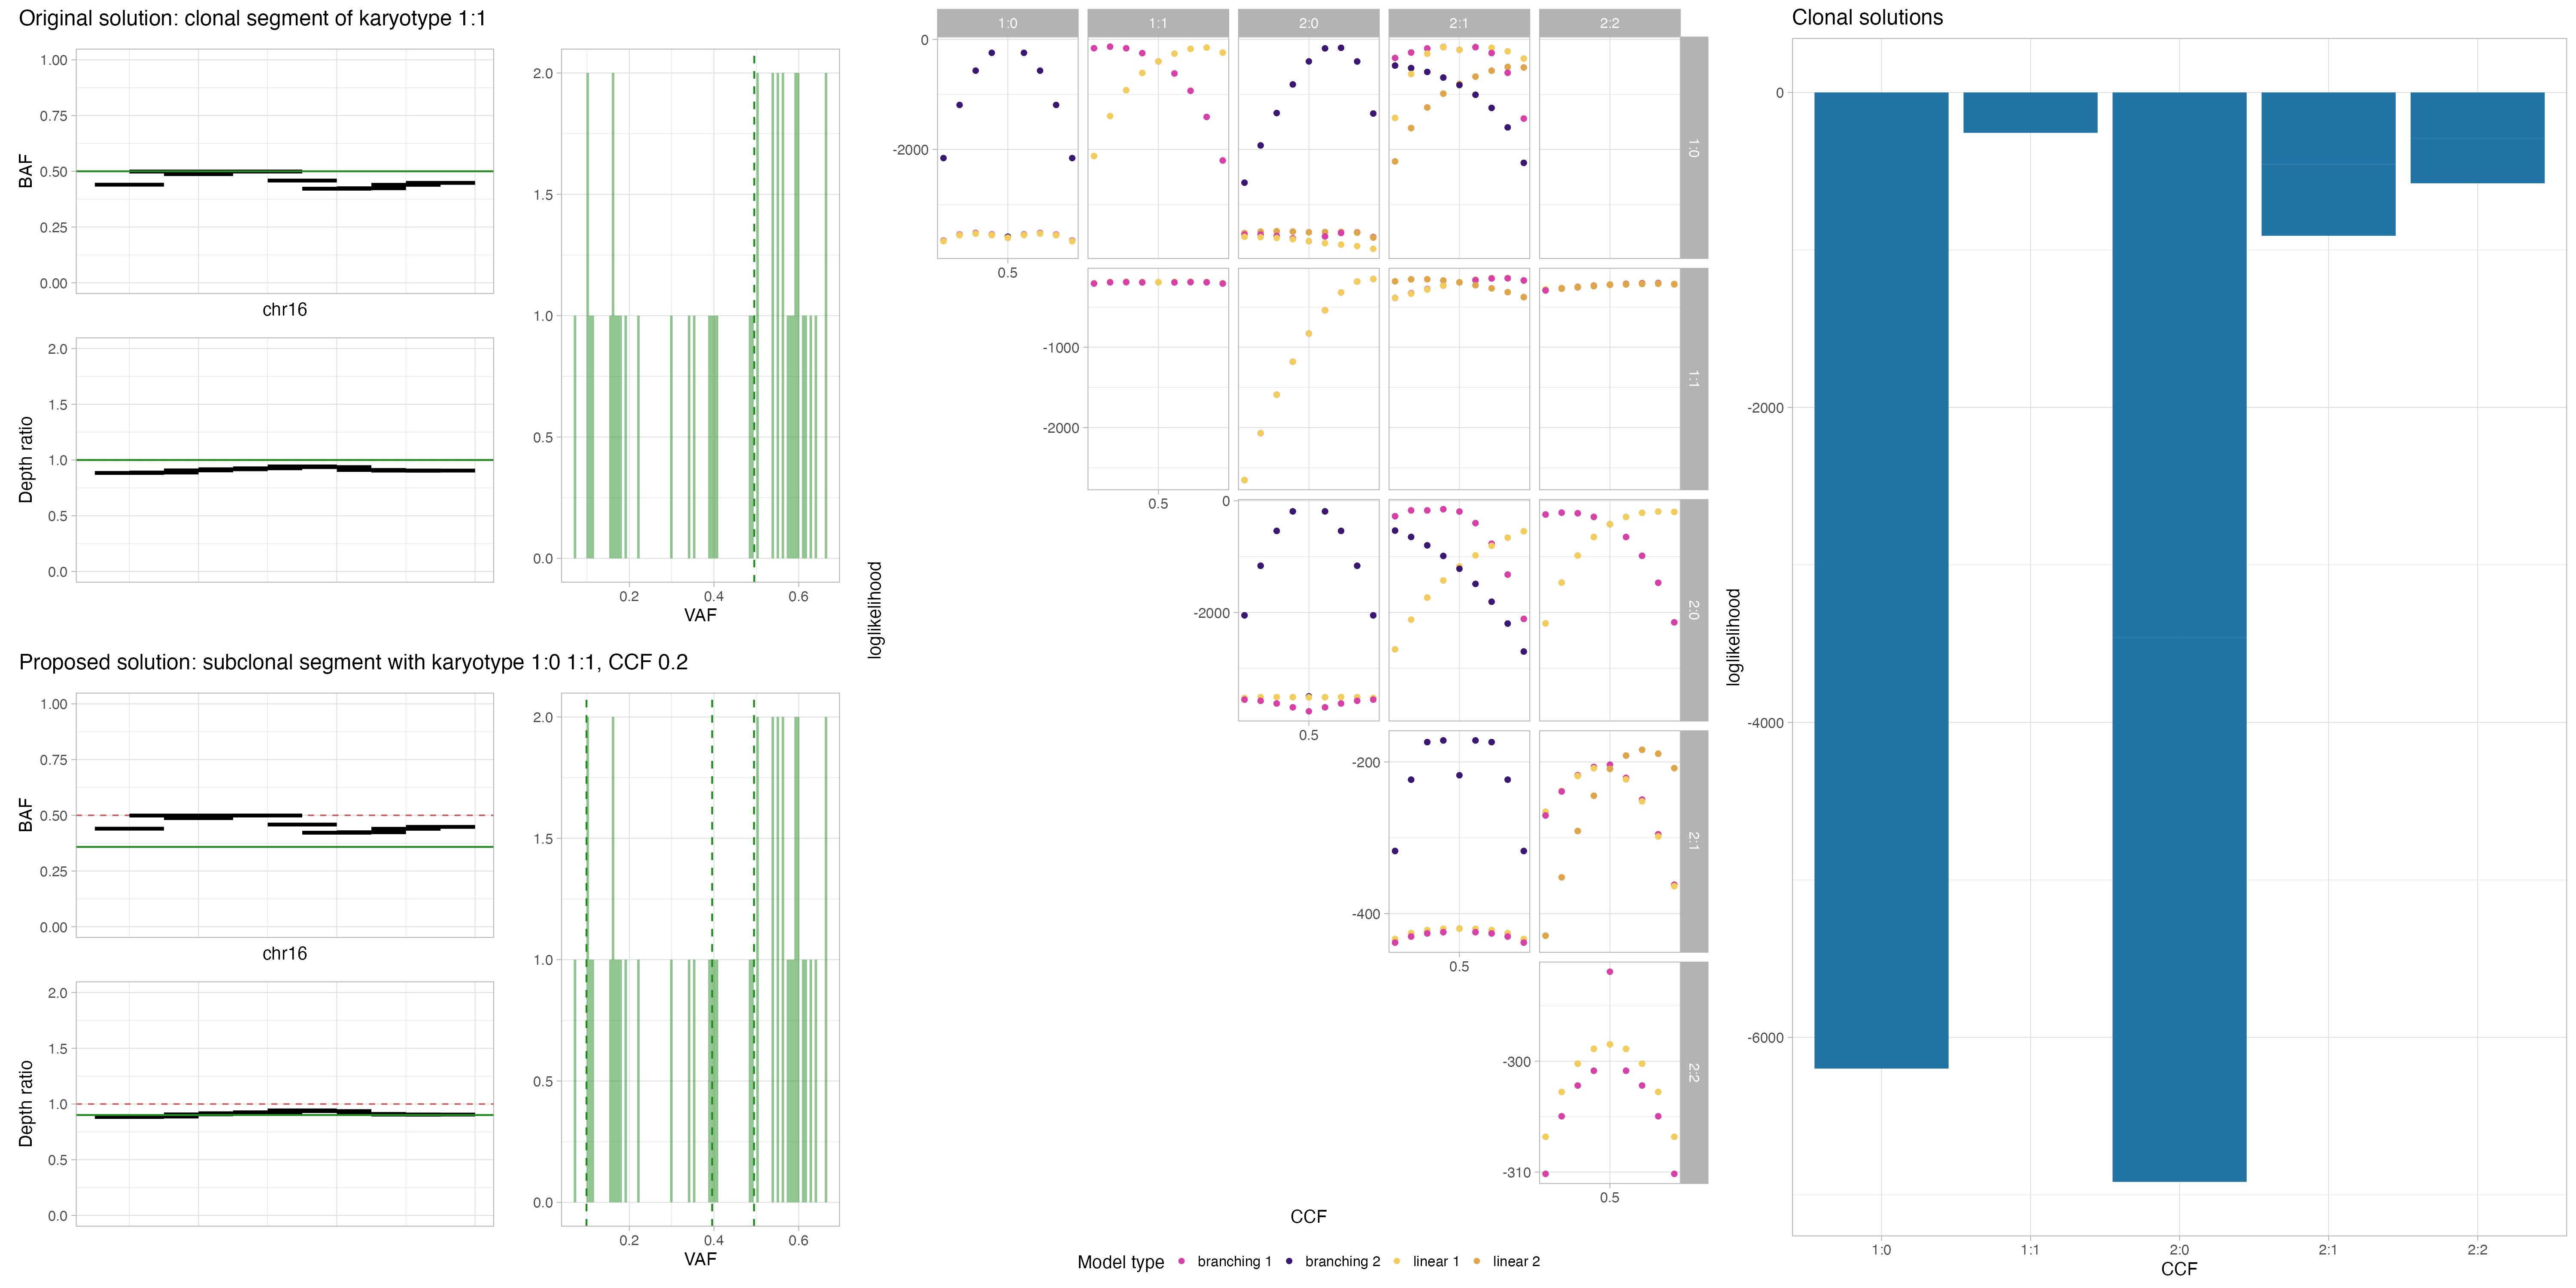 Original solution: clonal segment of karyotype 1:1
1.00
0.75
0.50
0.25
0.00
BAF
chr16
2.0
1.5
1.0
0.5
0.0
Depth ratio
2.0
1.5
1.0
0.5
0.0
0.2 0.4 0.6
VAF
Proposed solution: subclonal segment with karyotype 1:0 1:1, CCF 0.2
1.00
0.75
0.50
0.25
0.00
BAF
chr16
2.0
1.5
1.0
0.5
0.0
Depth ratio
2.0
1.5
1.0
0.5
0.0
0.2 0.4 0.6
VAF
loglikelihood
1:0 1:1 2:0 2:1 2:2
0
-2000
0.5
1:0
-1000
-2000
0.5
1:1
0
-2000
0.5
2:0
-200
-400
0.5
2:1
-300
-310
0.5
2:2
CCF
Model type branching 1 branching 2 linear 1 linear 2
Clonal solutions
0
-2000
-4000
-6000
loglikelihood
1:0 1:1 2:0 2:1 2:2
CCF